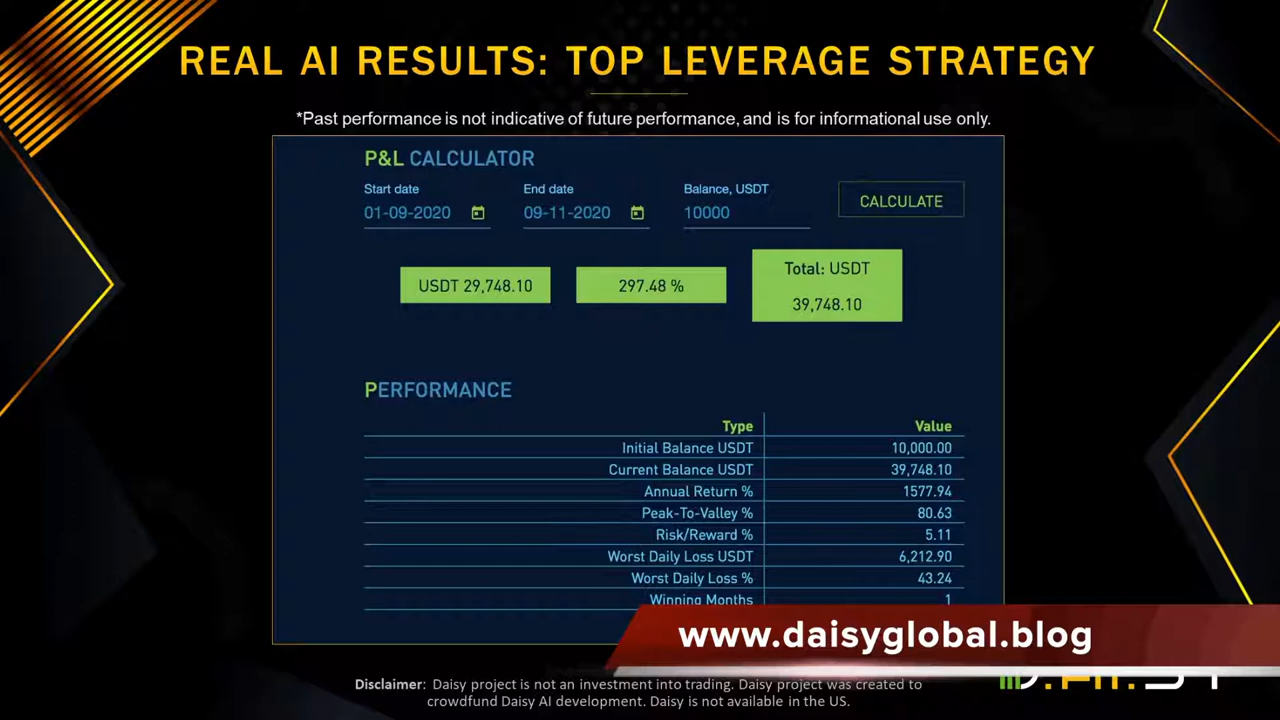 REAL AI RESULTS: TOP LEVERAGE STRATEGY
*Past performance is not indicative of future performance, and is for informational use only.
P&L CALCULATOR
Start date End date Balance, USDT
01-09-2020 09-11-2020 10000 CALCULATE
USDT 29,748.10 297.48 % Total: USDT
39,748.10
PERFORMANCE
Type Value
Initial Balance USDT 10,000.00
Current Balance USDT 39,748.10
Annual Return % 1577.94
Peak-To-Valley % 80.63
Risk/Reward % 5.11
Worst Daily Loss USDT 6,212.90
Worst Daily Loss % 43.24
Winning Months 1
www.daisyglobal.blog
Disclaimer: Daisy project is not an investment into trading. Daisy project was created to
crowdfund Daisy AI development. Daisy is not available in the US.